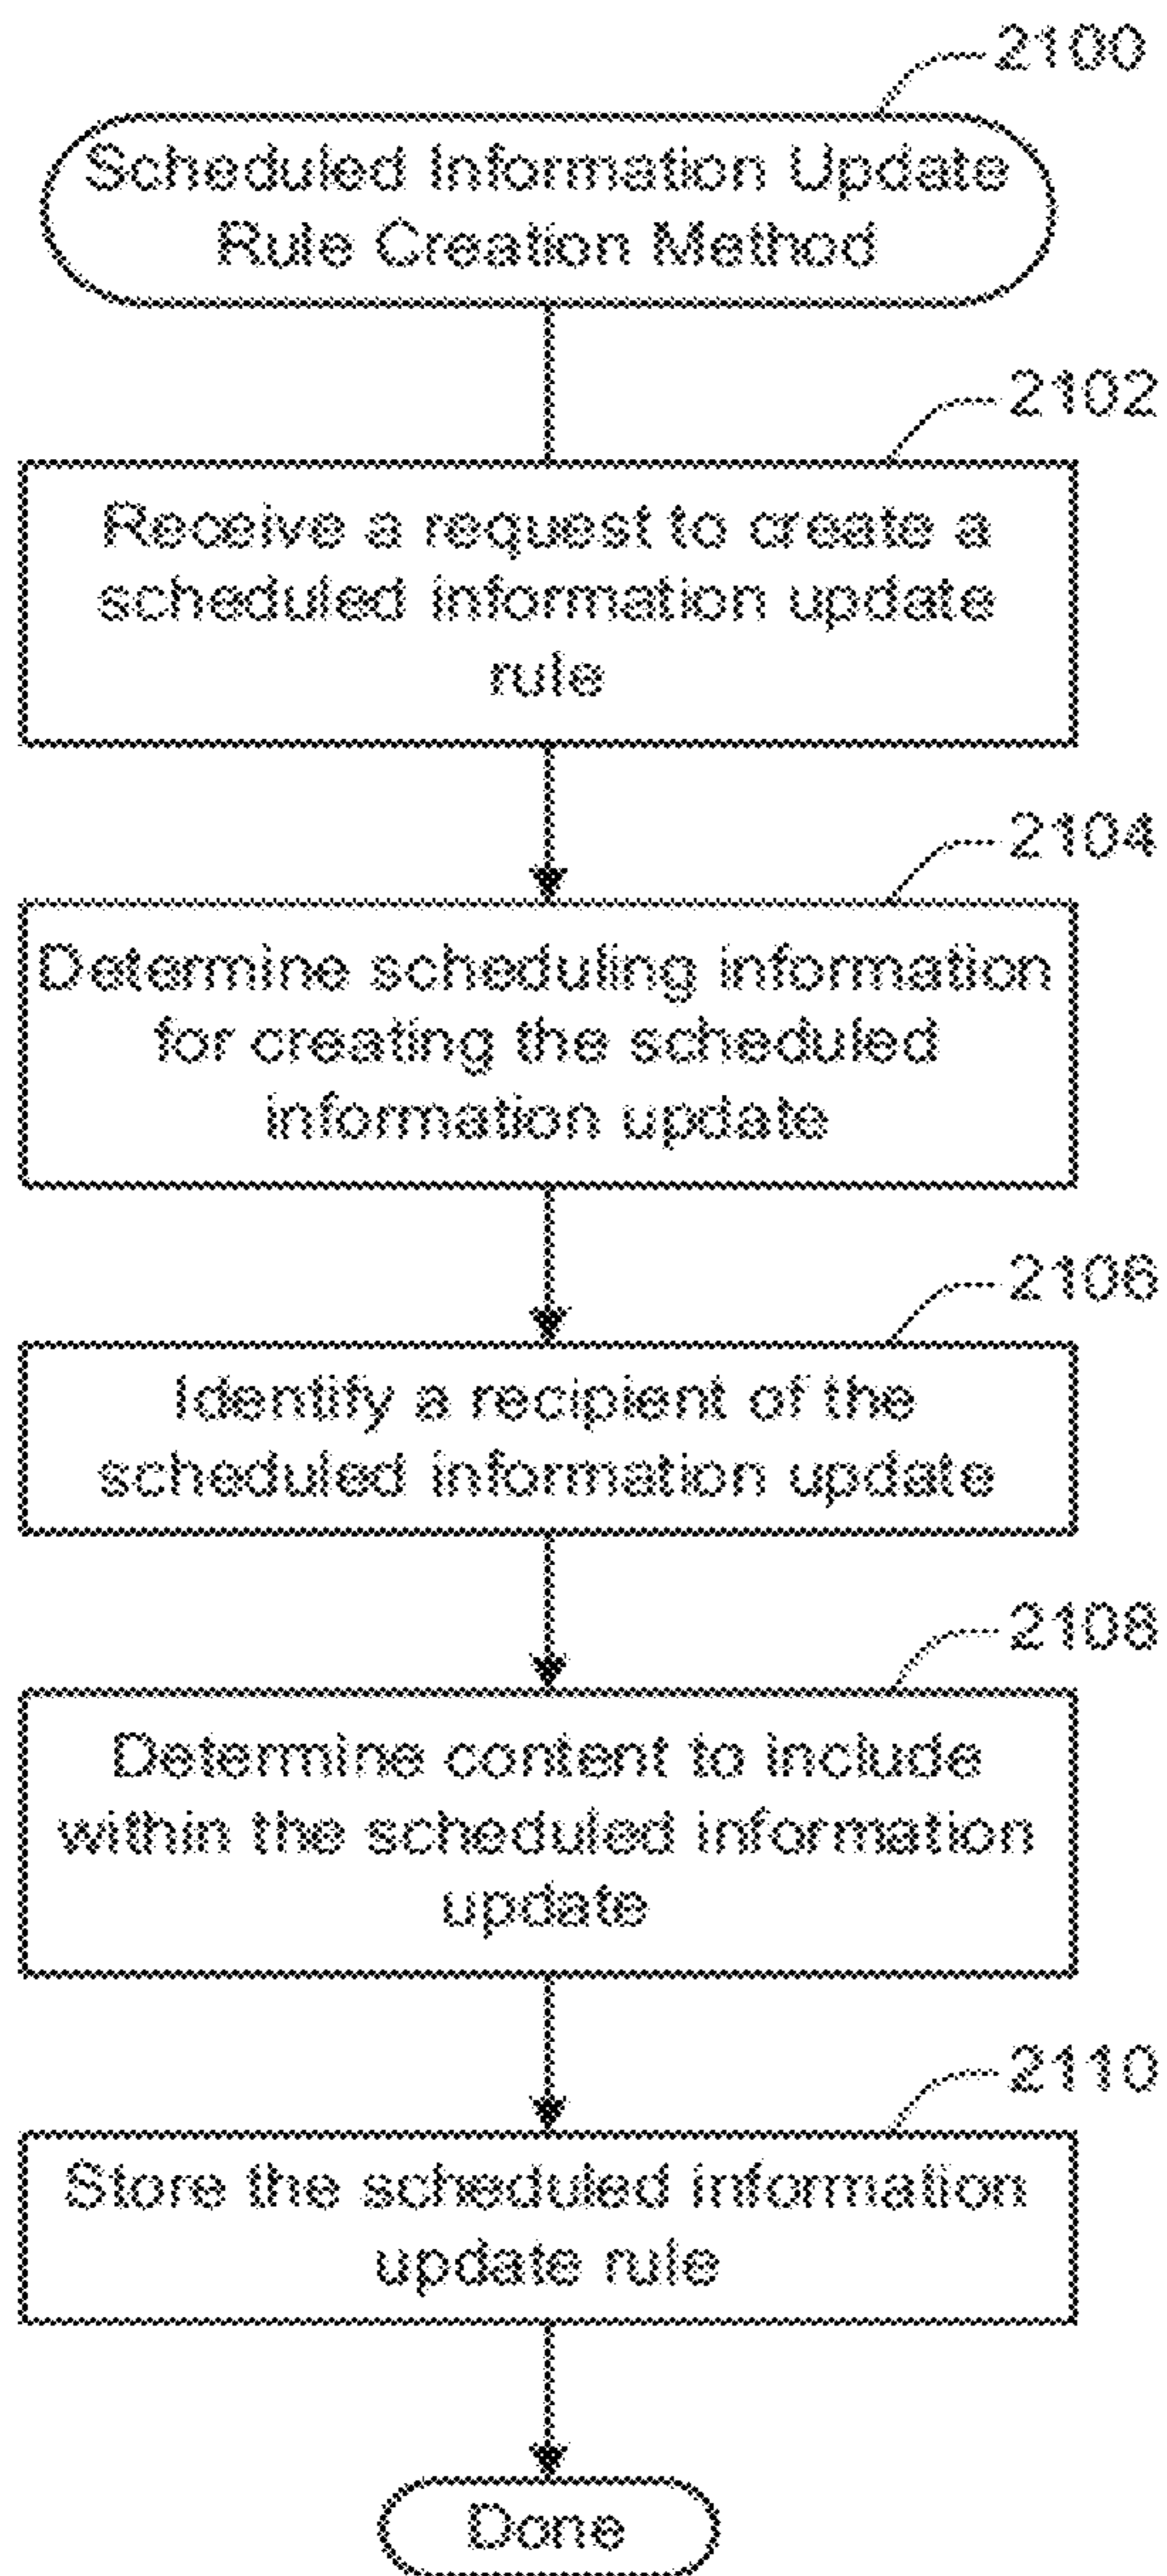 2100
Scheduled Information Update
Rule Creation Method
2102
Receive a request to create a
scheduled information update
rule
2104
Determine scheduling information
for creating the scheduled
information update
2106
Identify a recipient of the
scheduled information update
2108
Determine content to include
within the scheduled information
update
2110
Store the scheduled information
update rule
Done